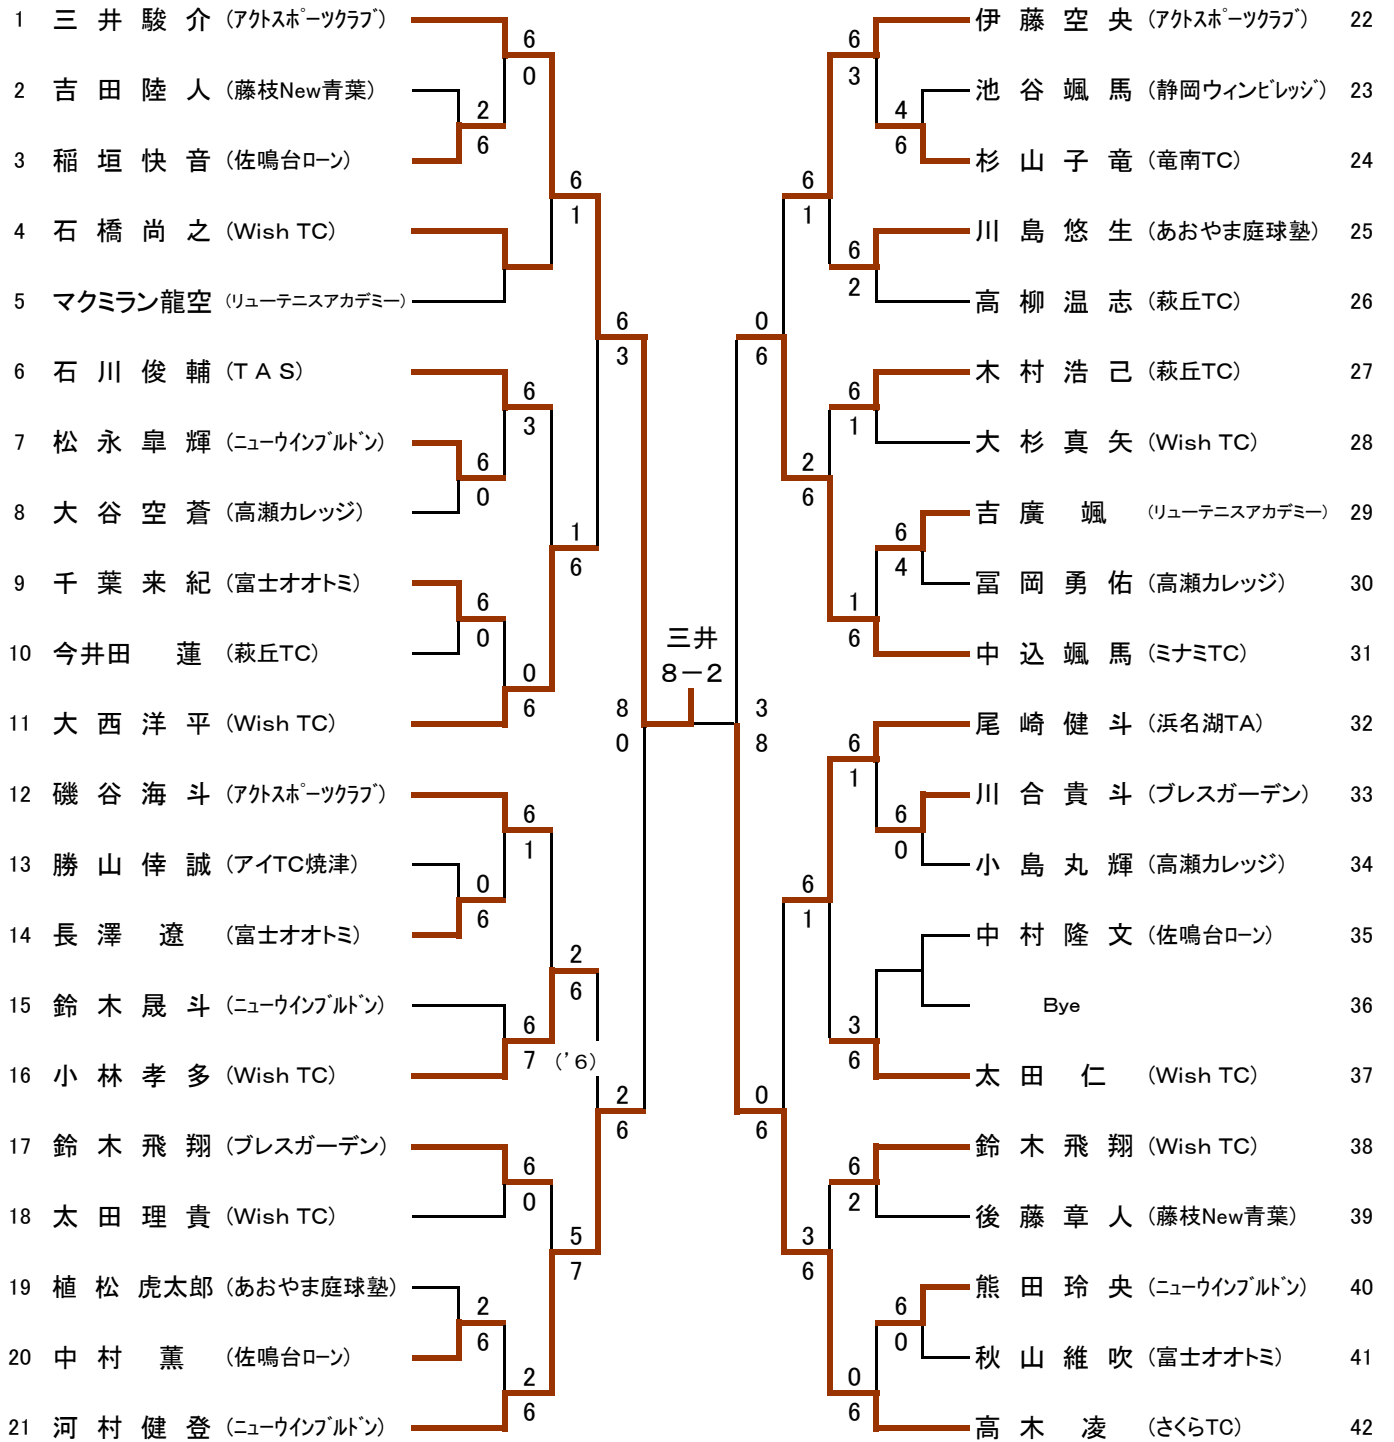 1 三井駿介 (アクトスポーツクラブ)
6
0
2 吉田陸人 (藤枝New青葉)
2
6
3 稲垣快音 (佐鳴台ローン)
6
1
4 石橋尚之 (Wish TC)
5 マクミラン龍空 (リューテニスアカデミー)
6
3
6 石川俊輔 (TAS)
6
3
7 松永皐輝 (ニューウインブルドン)
6
0
8 大谷空蒼 (高瀬カレッジ)
1
6
9 千葉来紀 (富士オオトミ)
6
0
10 今井田 蓮 (萩丘TC)
0
6
11 大西洋平 (Wish TC)
8
0
12 磯谷海斗 (アクトスポーツクラブ)
6
1
13 勝山倖誠 (アイTC焼津)
0
6
14 長澤 遼 (富士オオトミ)
2
6
15 鈴木晟斗 (ニューウインブルドン)
6
7 ('6)
16 小林孝多 (Wish TC)
2
6
17 鈴木飛翔 (ブレスガーデン)
6
0
18 太田理貴 (Wish TC)
5
7
19 植松虎太郎 (あおやま庭球塾)
2
6
20 中村 薫 (佐鳴台ローン)
2
6
21 河村健登 (ニューウインブルドン)
三井
8-2
伊藤空央 (アクトスポーツクラブ) 22
6
3
池谷颯馬 (静岡ウィンビレッジ) 23
4
6
杉山子竜 (竜南TC) 24
6
1
川島悠生 (あおやま庭球塾) 25
6
2
高柳温志 (萩丘TC) 26
0
6
木村浩己 (萩丘TC) 27
6
1
大杉真矢 (Wish TC) 28
2
6
吉廣 颯 (リューテニスアカデミー) 29
6
4
冨岡勇佑 (高瀬カレッジ) 30
1
6
中込颯馬 (ミナミTC) 31
3
8
尾崎健斗 (浜名湖TA) 32
6
1
川合貴斗 (ブレスガーデン) 33
6
0
小島丸輝 (高瀬カレッジ) 34
6
1
中村隆文 (佐鳴台ローン) 35
Bye 36
3
6
太田 仁 (Wish TC) 37
0
6
鈴木飛翔 (Wish TC) 38
6
2
後藤章人 (藤枝New青葉) 39
3
6
熊田玲央 (ニューウインブルドン) 40
6
0
秋山維吹 (富士オオトミ) 41
0
6
高木 凌 (さくらTC) 42